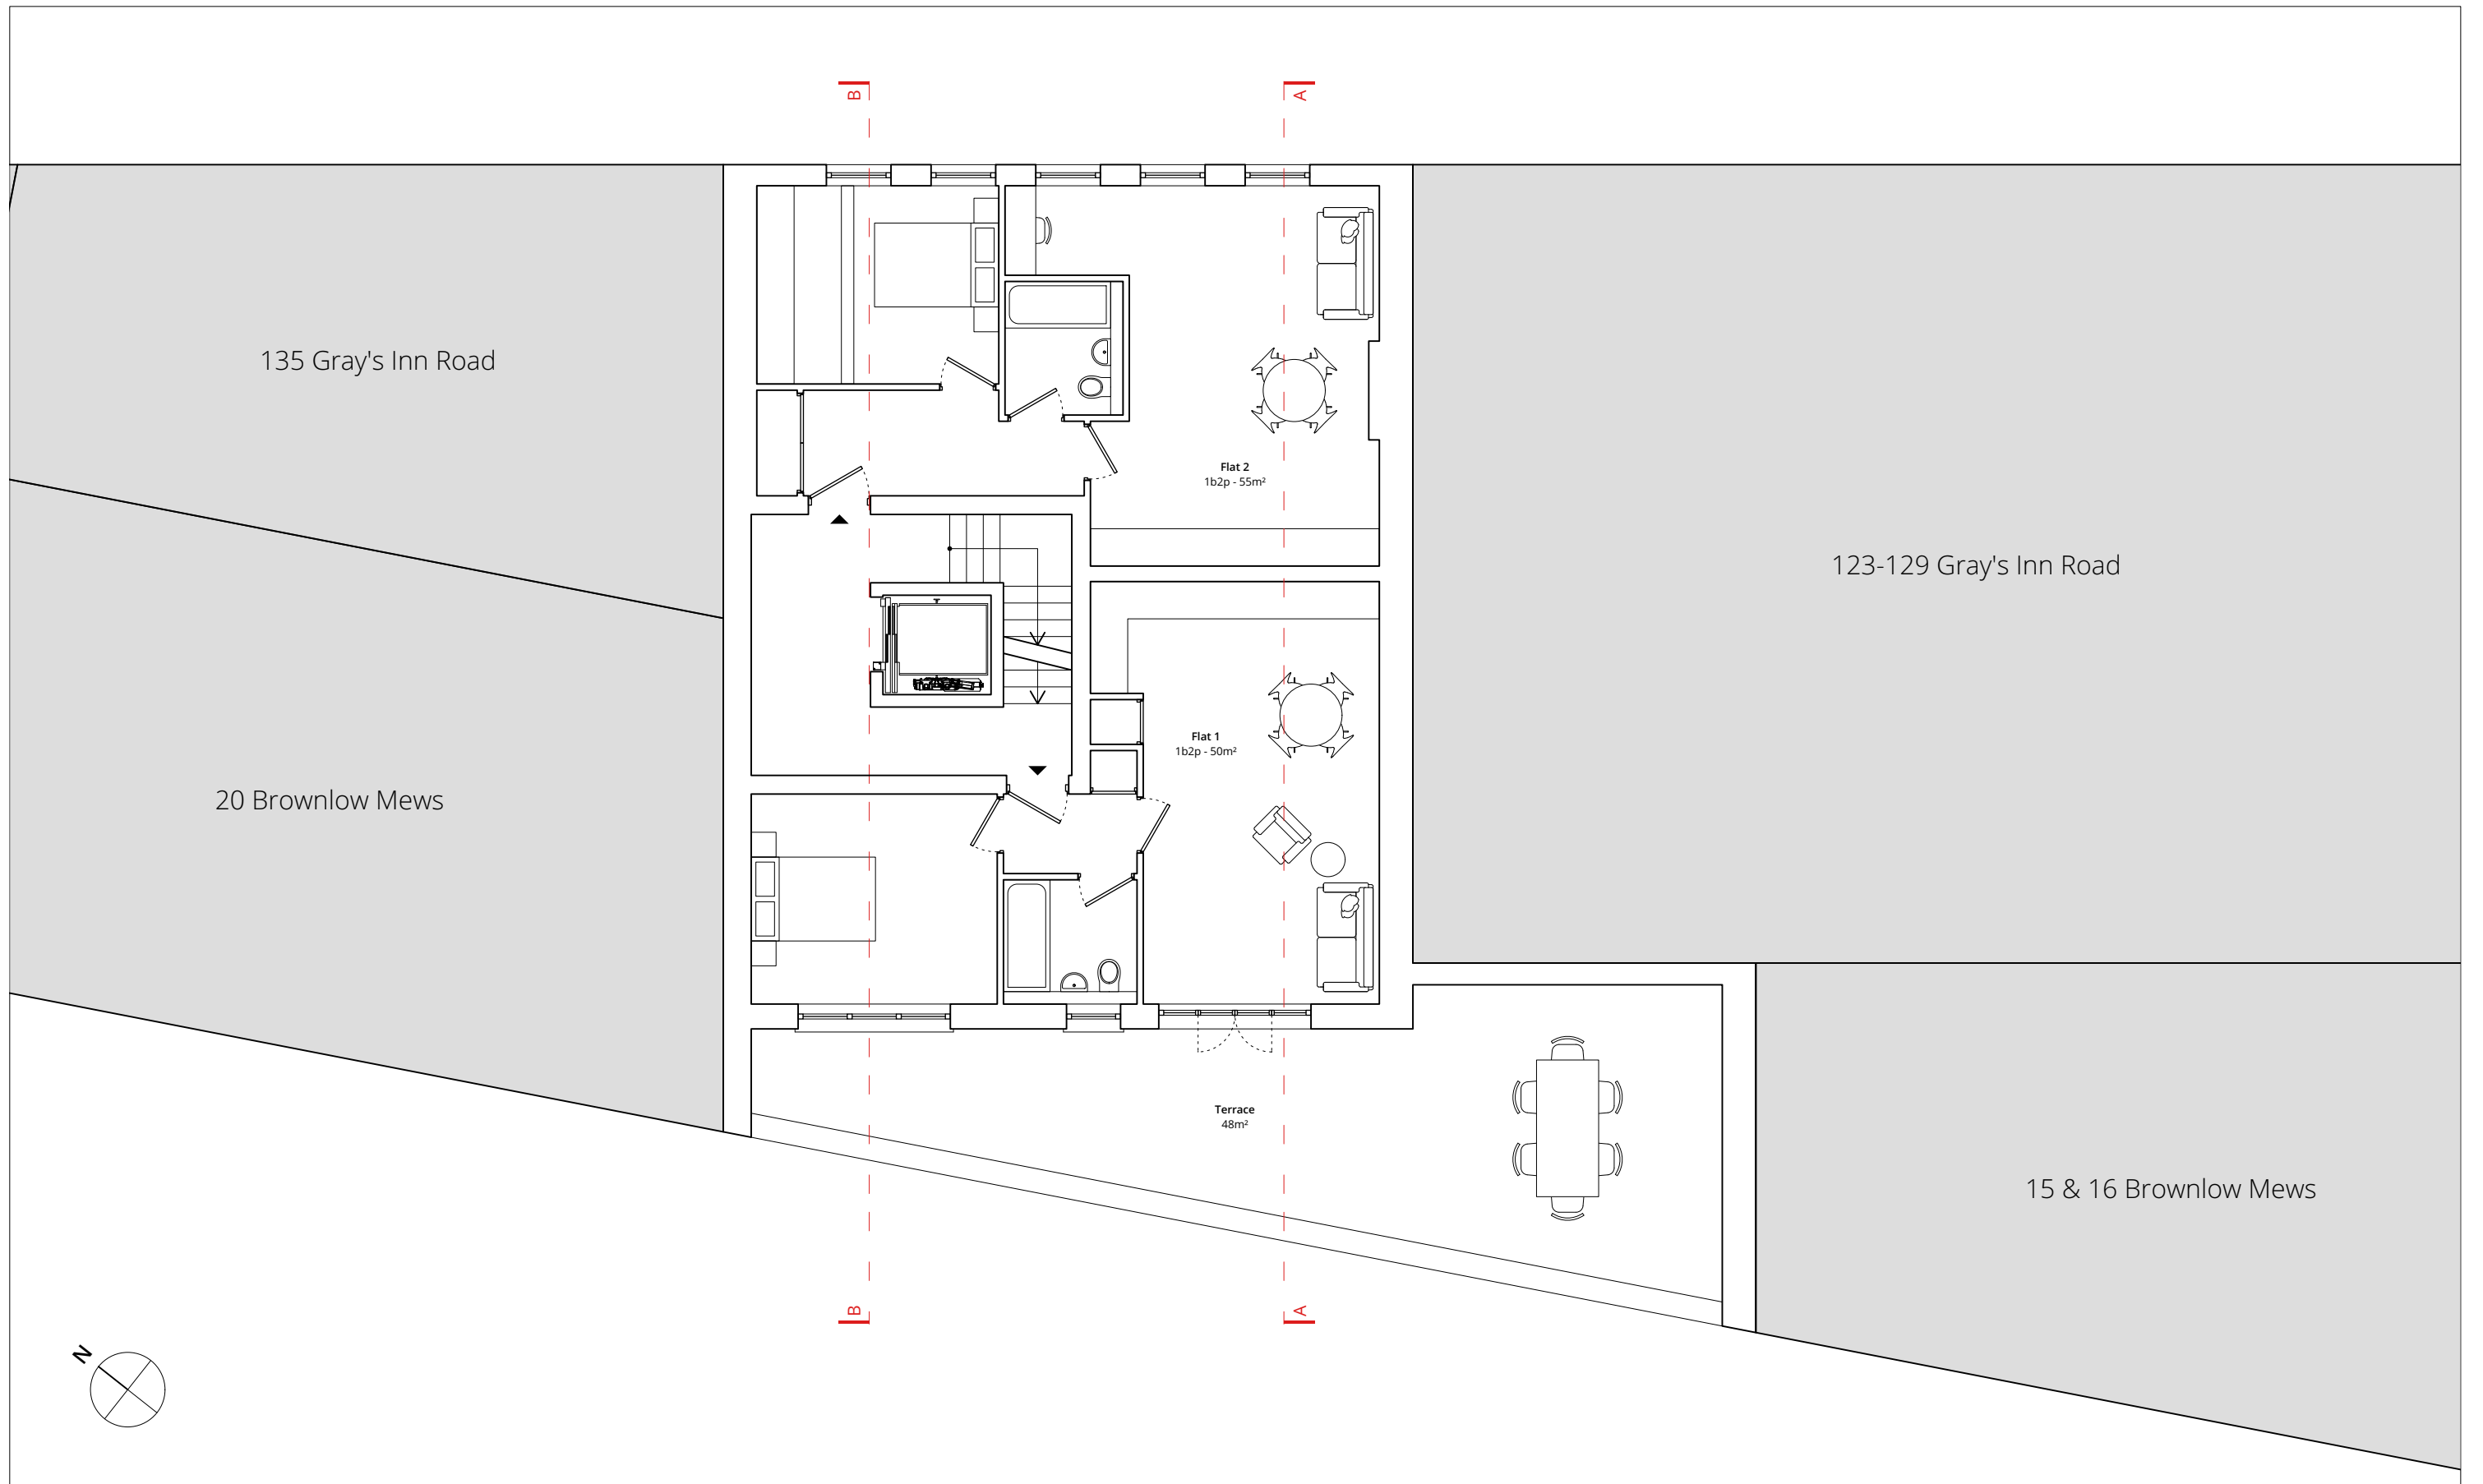 B
A
135 Gray's Inn Road
Flat 2
1b2p - 55m²
123-129 Gray's Inn Road
Flat 1
1b2p - 50m²
20 Brownlow Mews
Terrace
48m²
15 & 16 Brownlow Mews
B
A
N